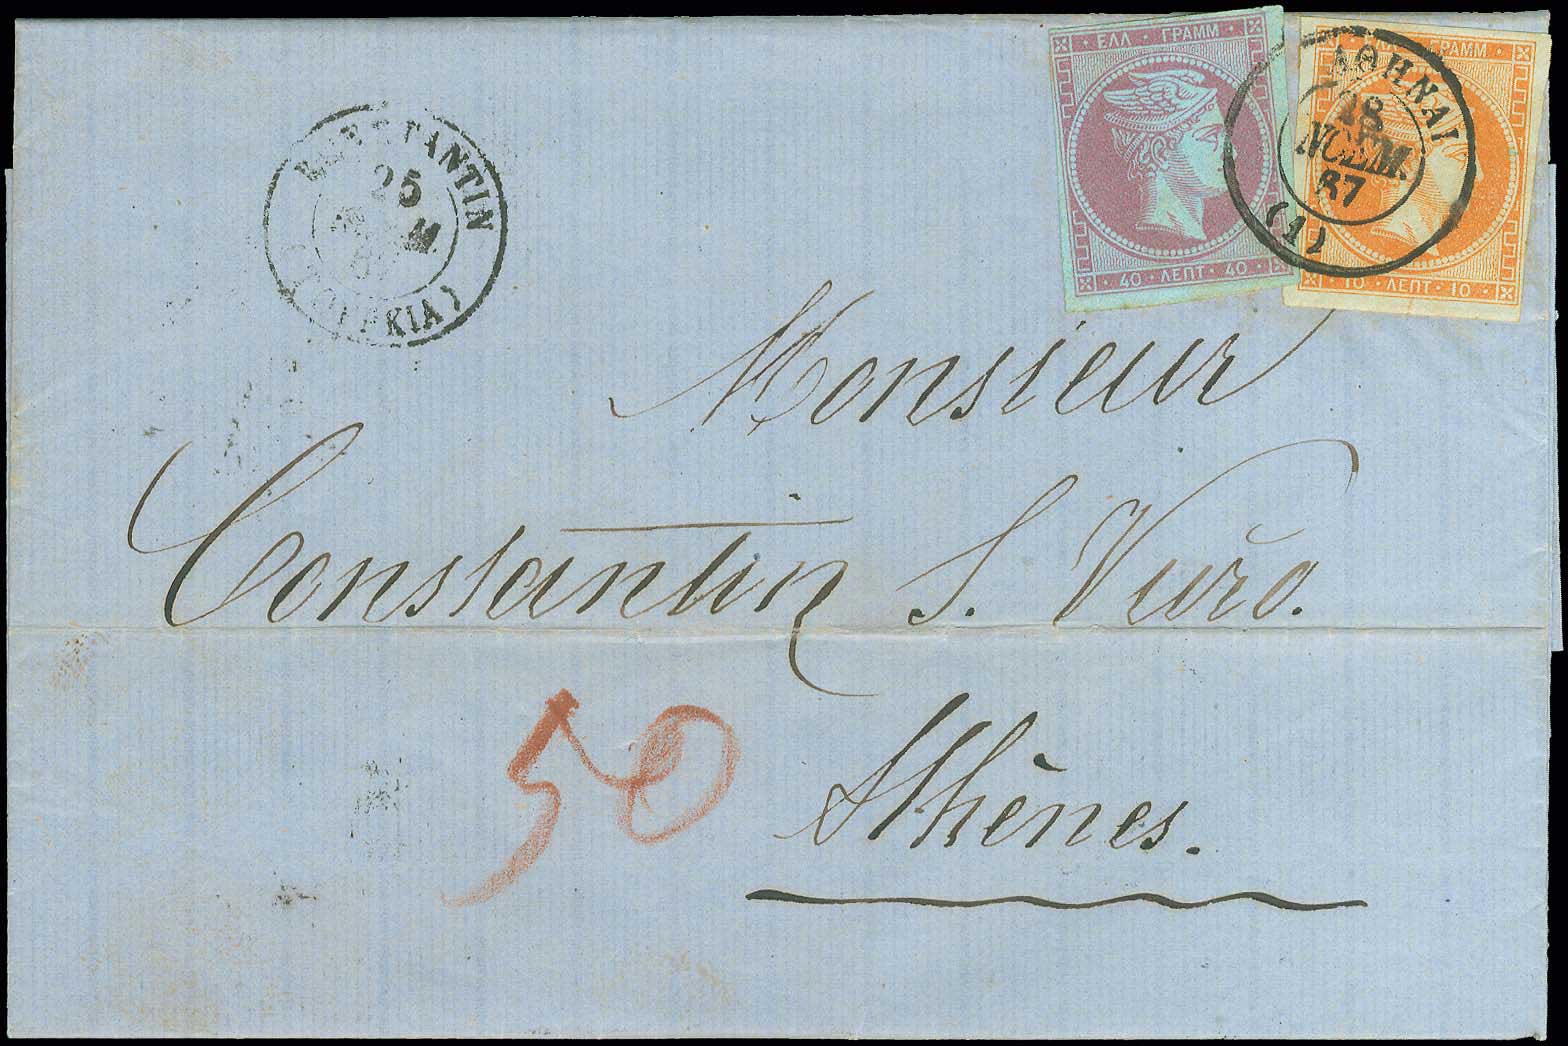 ΕΛΛ · ΓΡΑΜΜ
40 · ΛΕΠΤ · 40
ΓΡΑΜΜ
10 · ΛΕΠΤ · 10
ΑΘΗΝΑΙ
18
ΝΟΕΜ.
67
(1)
25
Monsieur
Constantin S. Vuro.
50
Athènes.